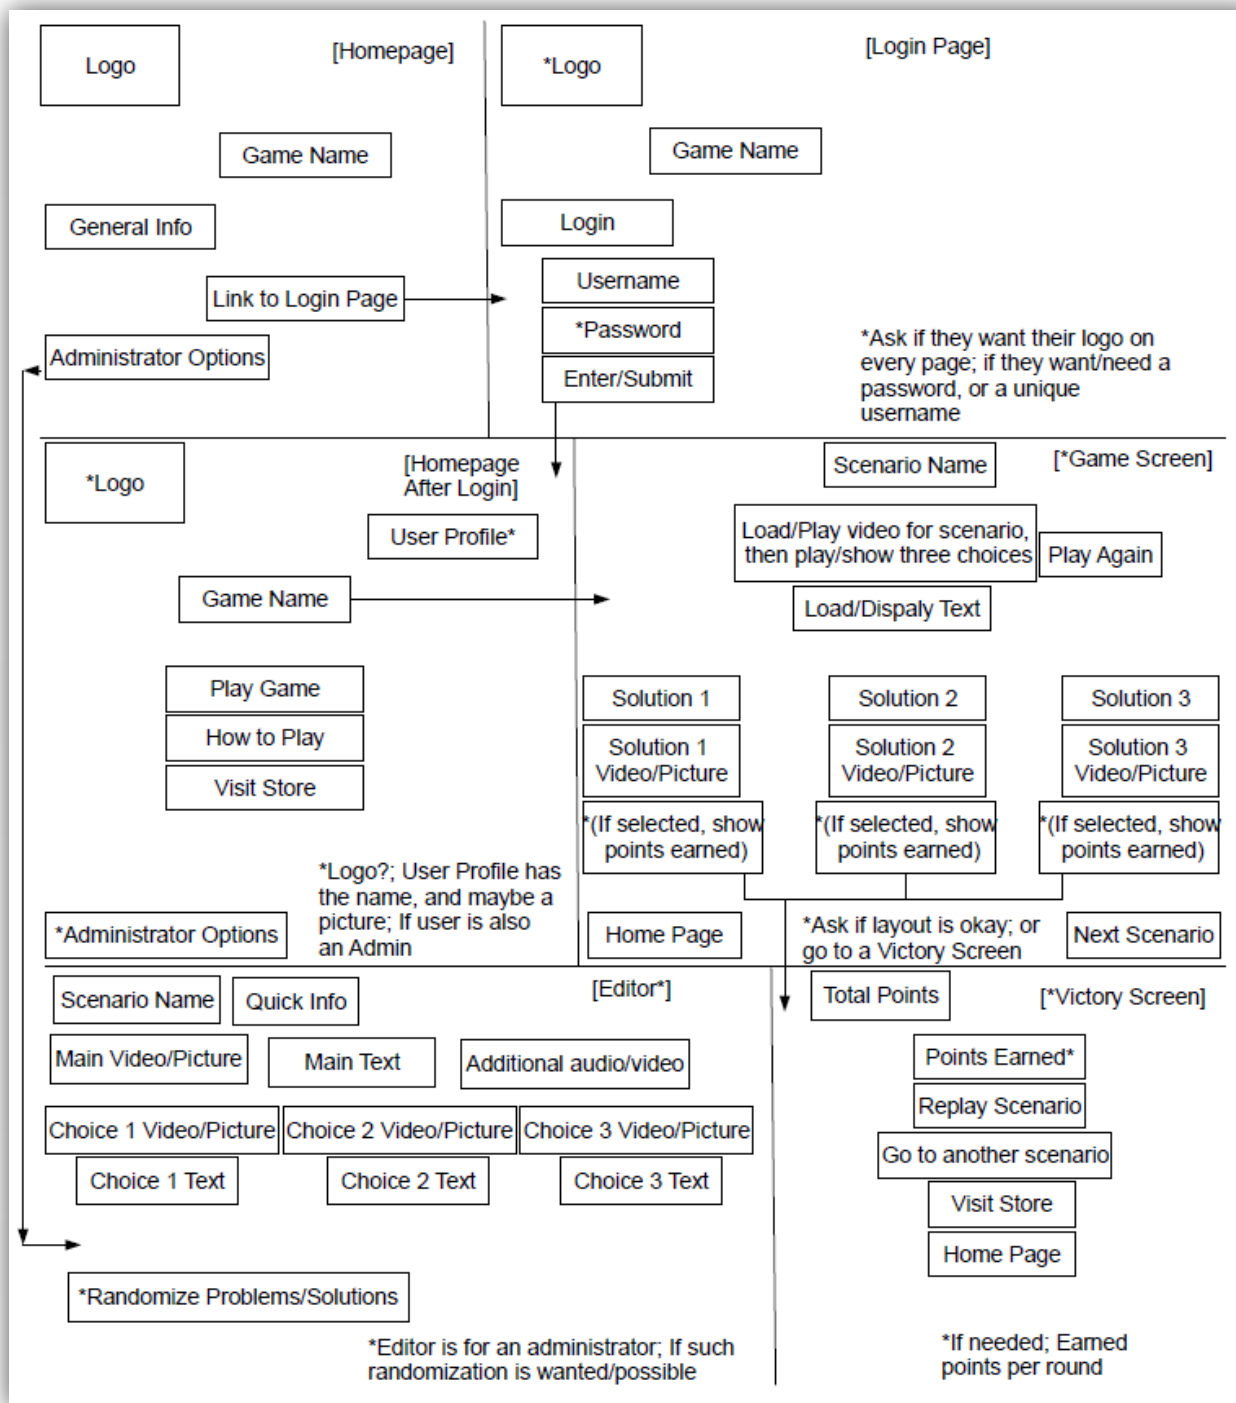 Logo
[Homepage]
Game Name
General Info
Link to Login Page
Administrator Options
*Logo
[Login Page]
Game Name
Login
Username
*Password
Enter/Submit
*Ask if they want their logo on
every page; if they want/need a
password, or a unique
username
*Logo
[Homepage
After Login]
User Profile*
Game Name
Play Game
How to Play
Visit Store
*Logo?; User Profile has
the name, and maybe a
picture; If user is also
an Admin
*Administrator Options
Scenario Name
[*Game Screen]
Load/Play video for scenario,
then play/show three choices
Play Again
Load/Dispaly Text
Solution 1
Solution 2
Solution 3
Solution 1
Video/Picture
Solution 2
Video/Picture
Solution 3
Video/Picture
*(If selected, show
points earned)
*(If selected, show
points earned)
*(If selected, show
points earned)
Home Page
*Ask if layout is okay; or
go to a Victory Screen
Next Scenario
Scenario Name
Quick Info
[Editor*]
Main Video/Picture
Main Text
Additional audio/video
Choice 1 Video/Picture
Choice 2 Video/Picture
Choice 3 Video/Picture
Choice 1 Text
Choice 2 Text
Choice 3 Text
*Randomize Problems/Solutions
*Editor is for an administrator; If such
randomization is wanted/possible
Total Points
[*Victory Screen]
Points Earned*
Replay Scenario
Go to another scenario
Visit Store
Home Page
*If needed; Earned
points per round